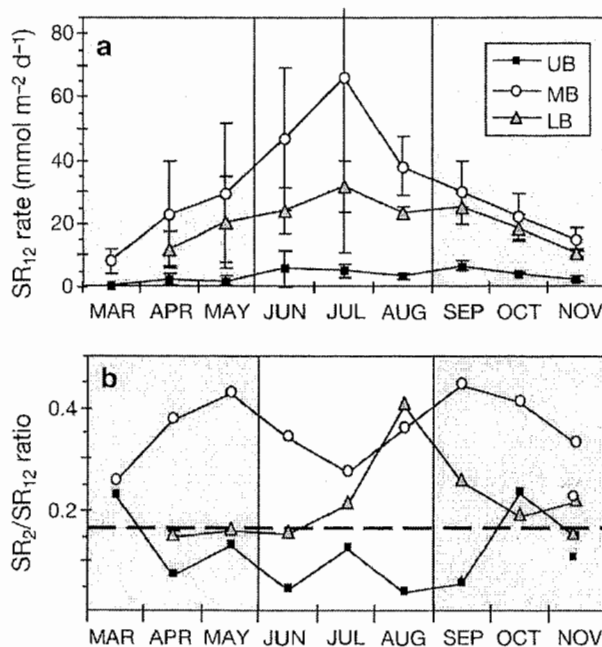 a
SR12 rate (mmol m–2 d–1)
80
60
40
20
0
UB
MB
LB
MAR APR MAY JUN JUL AUG SEP OCT NOV
b
SR2/SR12 ratio
0.4
0.2
MAR APR MAY JUN JUL AUG SEP OCT NOV